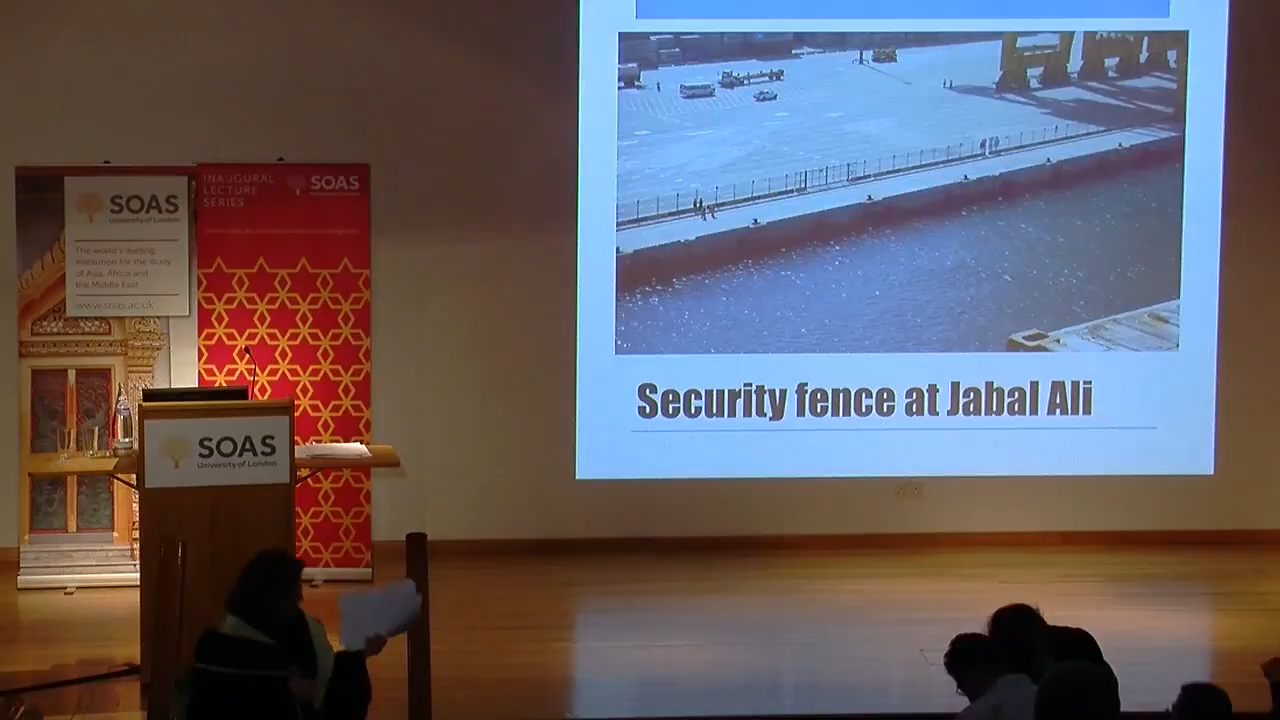 SOAS
University of London
The world's leading
institution for the study
of Asia, Africa and
the Middle East
www.soas.ac.uk
INAUGURAL
LECTURE
SERIES
SOAS
SOAS
University of London
Security fence at Jabal Ali